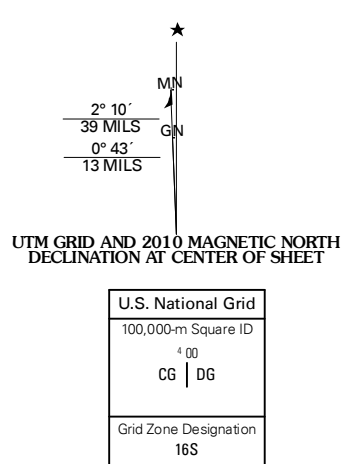 ★
MN
2° 10´
39 MILS
GN
0° 43´
13 MILS
UTM GRID AND 2010 MAGNETIC NORTH
DECLINATION AT CENTER OF SHEET
U.S. National Grid
100,000-m Square ID
4 00
CG | DG
Grid Zone Designation
16S